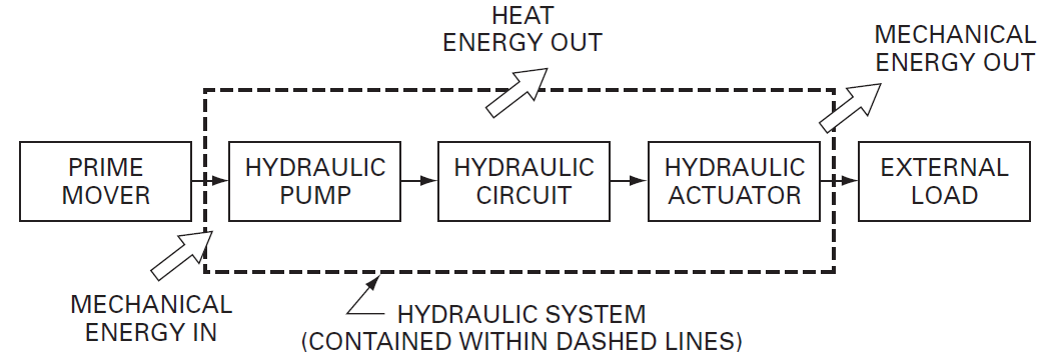 HEAT
ENERGY OUT
MECHANICAL
ENERGY OUT
PRIME
MOVER
HYDRAULIC
PUMP
HYDRAULIC
CIRCUIT
HYDRAULIC
ACTUATOR
EXTERNAL
LOAD
MECHANICAL
ENERGY IN
HYDRAULIC SYSTEM
(CONTAINED WITHIN DASHED LINES)